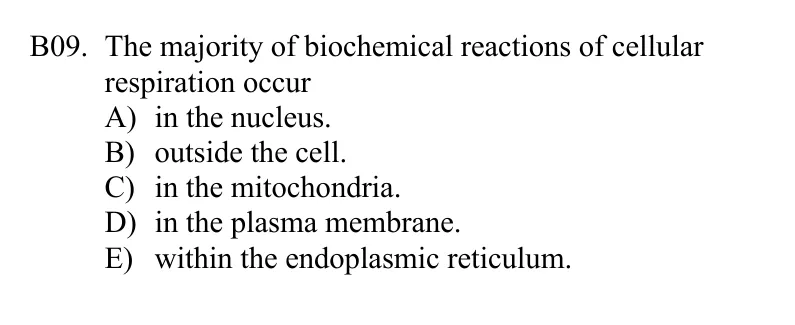 B09. The majority of biochemical reactions of cellular
respiration occur
A) in the nucleus.
B) outside the cell.
C) in the mitochondria.
D) in the plasma membrane.
E) within the endoplasmic reticulum.